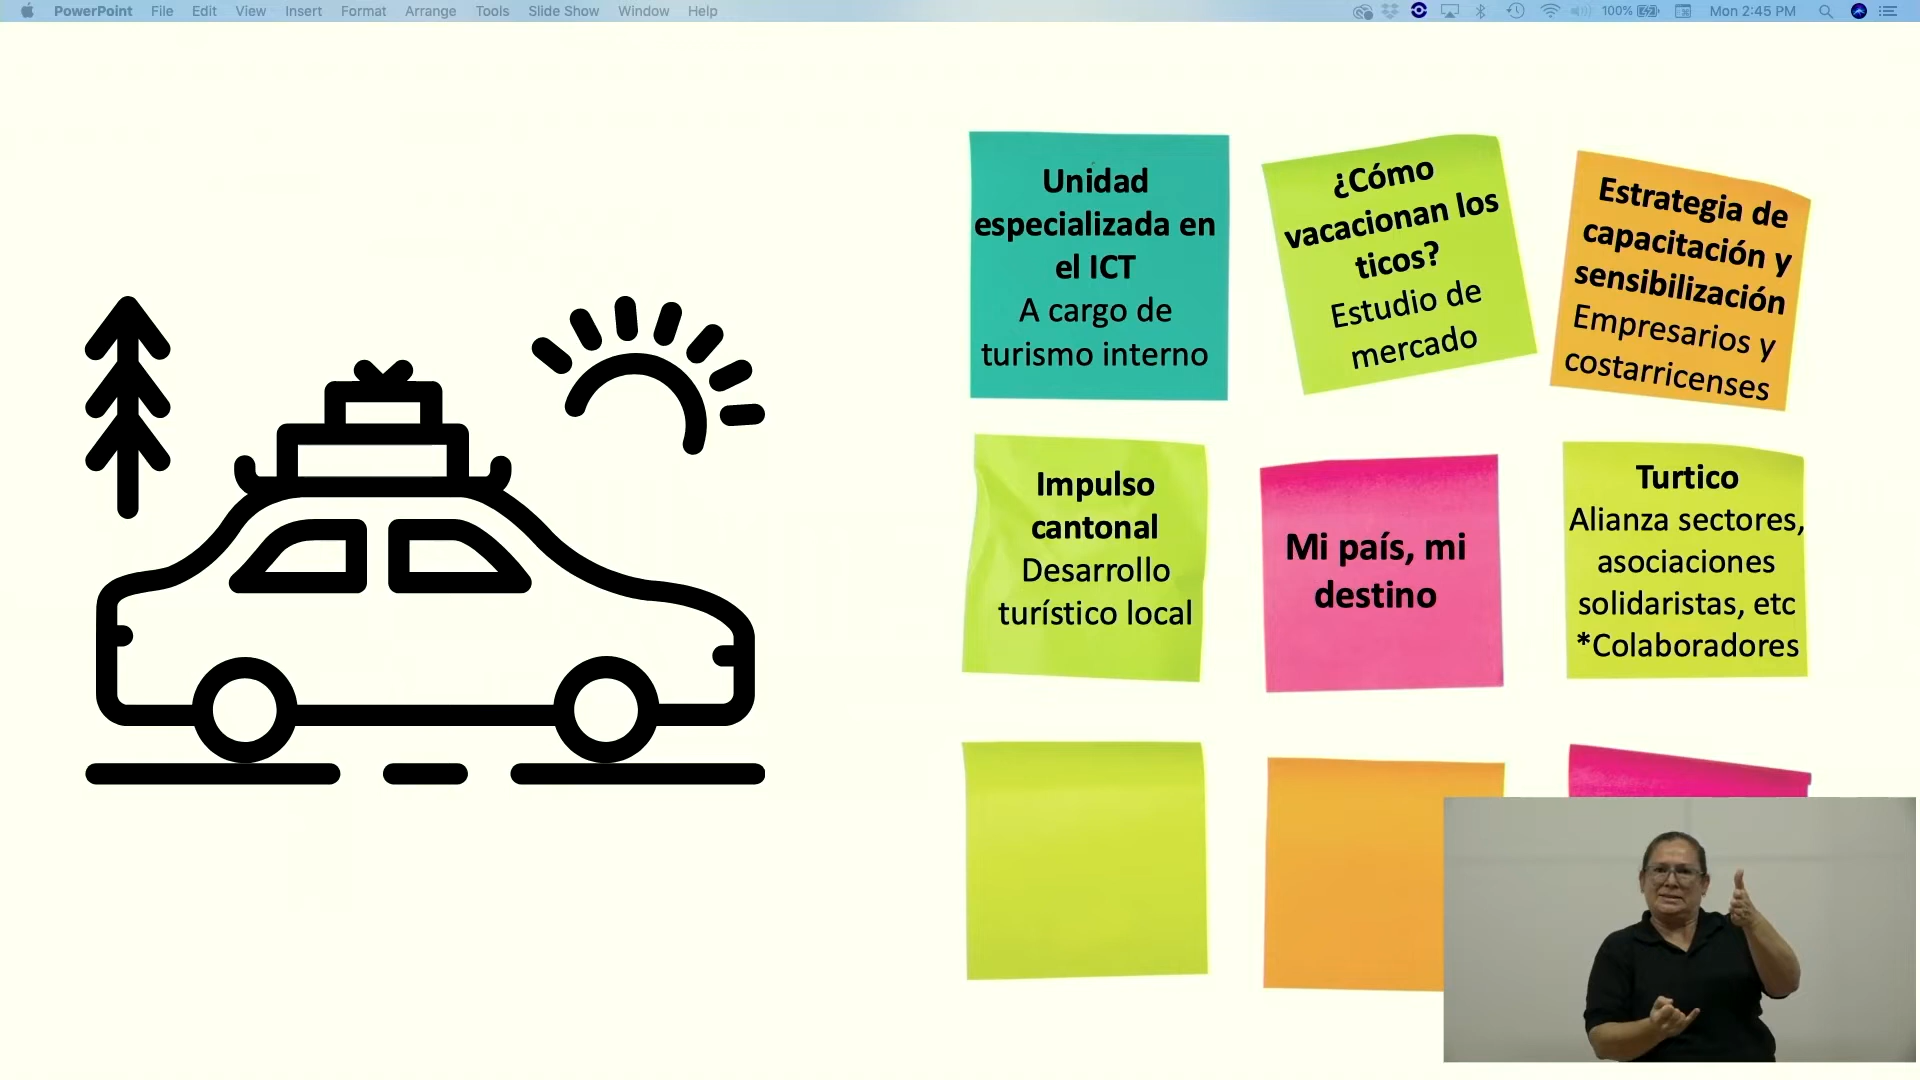 PowerPoint File Edit View Insert Format Arrange Tools Slide Show Window Help 100% Mon 2:45 PM
Unidad
especializada en
el ICT
A cargo de
turismo interno
¿Cómo
vacacionan los
ticos?
Estudio de
mercado
Estrategia de
capacitación y
sensibilización
Empresarios y
costarricenses
Impulso
cantonal
Desarrollo
turístico local
Mi país, mi
destino
Turtico
Alianza sectores,
asociaciones
solidaristas, etc
*Colaboradores